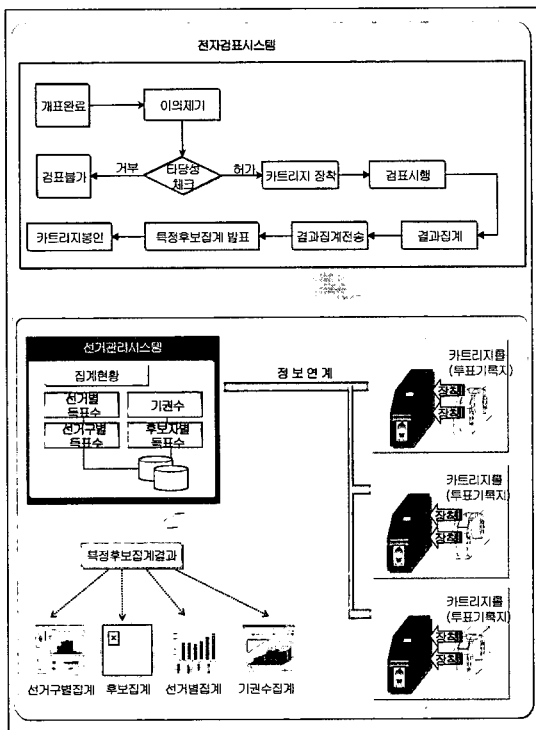 전자검표시스템
개표완료
이의제기
검표불가
거부
타당성
체크
허가
카트리지 장착
검표시행
카트리지봉인
특정후보집계 발표
결과집계전송
결과집계
선거관리시스템
집계현황
선거별
득표수
기권수
선거구별
득표수
후보자별
득표수
정보연계
카트리지를
(투표기록지)
장착
장착
카트리지를
(투표기록지)
장착
장착
카트리지를
(투표기록지)
장착
장착
특정후보집계결과
선거구별집계
후보집계
선거별집계
기권수집계